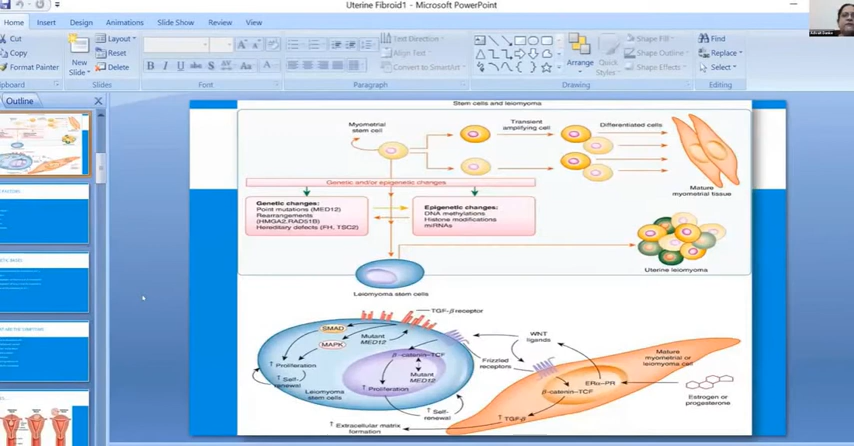 Uterine Fibroid1 - Microsoft PowerPoint
Home Insert Design Animations Slide Show Review View
Cut
Copy
Format Painter
New Slide
Layout
Reset
Delete
Slides
Font
Text Direction
Align Text
Convert to SmartArt
Paragraph
Arrange
Quick Styles
Shape Fill
Shape Outline
Shape Effects
Drawing
Find
Replace
Select
Editing
Outline
Stem cells and leiomyoma
Myometrial
stem cell
Transient
amplifying cell
Differentiated cells
Mature
myometrial tissue
Genetic and/or epigenetic changes
Genetic changes:
Point mutations (MED12)
Rearrangements
(HMGA2,RAD51B)
Hereditary defects (FH, TSC2)
Epigenetic changes:
DNA methylations
Histone modifications
miRNAs
Uterine leiomyoma
Leiomyoma stem cells
TGF-β receptor
SMAD
MAPK
Mutant
MED12
↑ Proliferation
↑ Self-
renewal
Leiomyoma
stem cells
β-catenin–TCF
Mutant
MED12
↑ Proliferation
↑ Self-
renewal
WNT
ligands
Frizzled
receptors
Mature
myometrial or
leiomyoma cell
ERα–PR
β-catenin–TCF
Estrogen or
progesterone
↑ TGF-β
↑ Extracellular matrix
formation